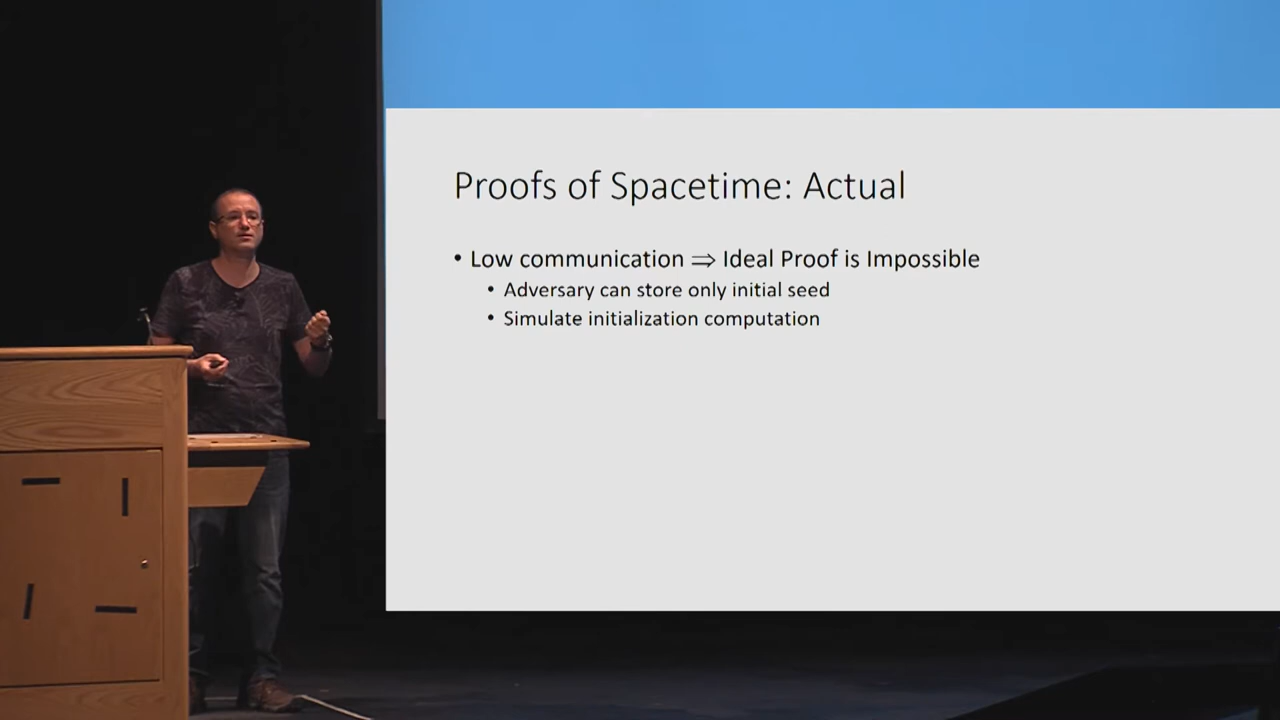 Proofs of Spacetime: Actual
• Low communication ⟹ Ideal Proof is Impossible
• Adversary can store only initial seed
• Simulate initialization computation